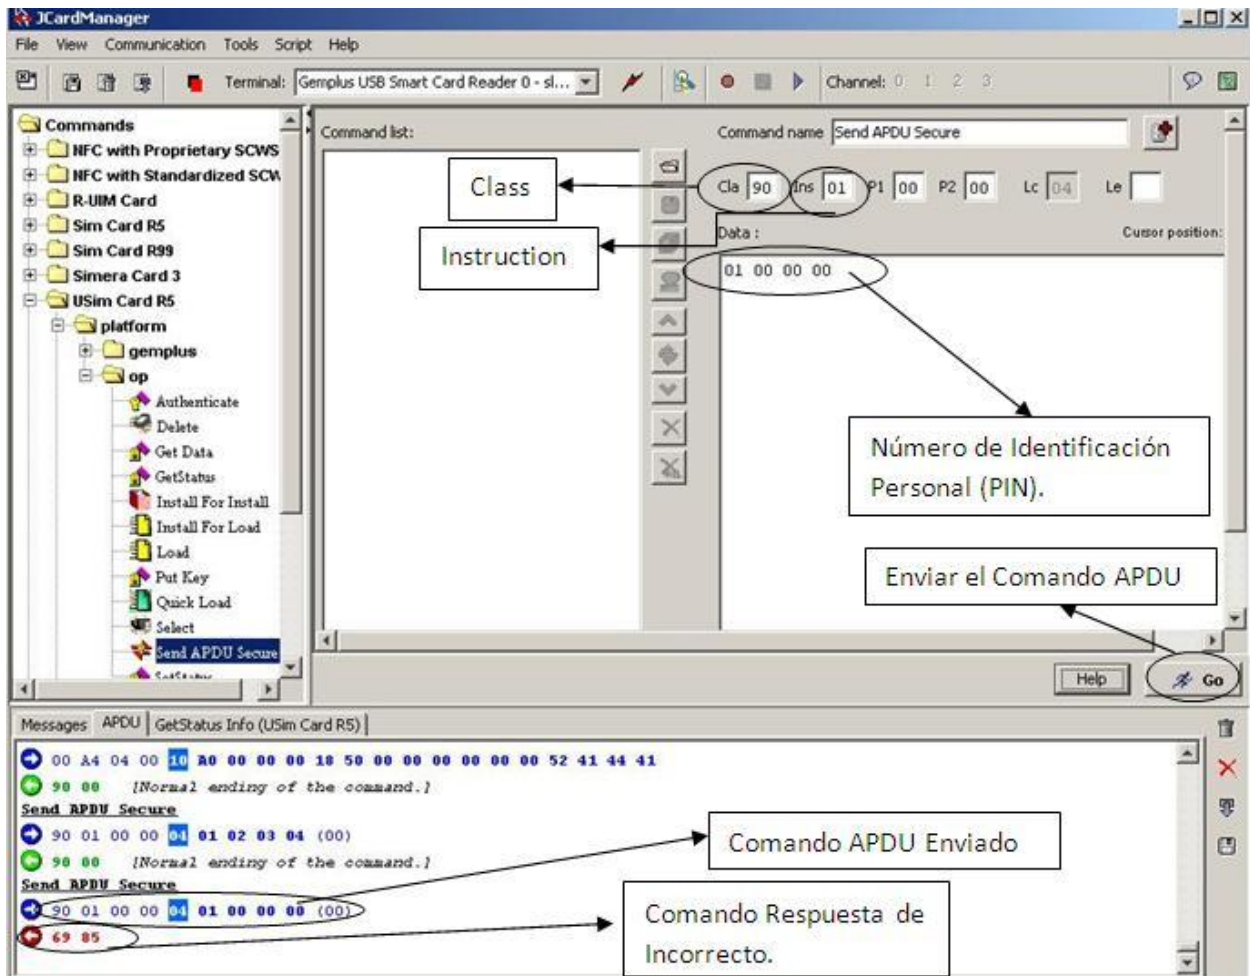 JCardManager
File View Communication Tools Script Help
Terminal: Gemplus USB Smart Card Reader 0 - sl... Channel: 0 1 2 3
Commands
NFC with Proprietary SCWS
NFC with Standardized SCW
R-UIM Card
Sim Card R5
Sim Card R99
Simera Card 3
USim Card R5
platform
gemplus
op
Authenticate
Delete
Get Data
GetStatus
Install For Install
Install For Load
Load
Put Key
Quick Load
Select
Send APDU Secure
SetStatus
Command list:
Command name Send APDU Secure
Cla 90 Ins 01 P1 00 P2 00 Lc 04 Le
Data : Cursor position:
01 00 00 00
Class
Instruction
Número de Identificación
Personal (PIN).
Enviar el Comando APDU
Help Go
Messages APDU GetStatus Info (USim Card R5)
00 A4 04 00 10 A0 00 00 00 18 50 00 00 00 00 00 00 52 41 44 41
90 00 [Normal ending of the command.]
Send APDU Secure
90 01 00 00 04 01 02 03 04 (00)
90 00 [Normal ending of the command.]
Send APDU Secure
90 01 00 00 04 01 00 00 00 (00)
69 85
Comando APDU Enviado
Comando Respuesta de
Incorrecto.